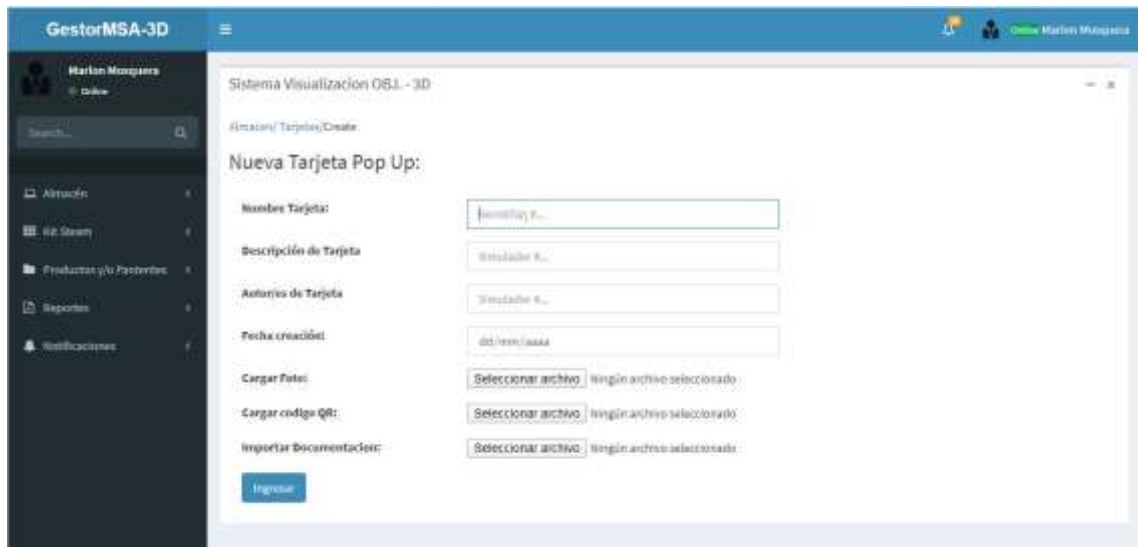 GestorMSA-3D
Online Marlon Mosquera
Marlon Mosquera
Online
Search...
Sistema Visualizacion OBJ. - 3D
Almacen/ Tarjetas/Create
Nueva Tarjeta Pop Up:
Almacén
Kit Steam
Productos y/o
Reportes
Notificaciones
Nombre Tarjeta:
Descripción de Tarjeta
Simulador #...
Autor/es de Tarjeta
Simulador #...
Fecha creación:
dd/mm/aaaa
Cargar Foto:
Seleccionar archivo Ningún archivo seleccionado
Cargar codigo QR:
Seleccionar archivo Ningún archivo seleccionado
Importar Documentacion:
Seleccionar archivo Ningún archivo seleccionado
Ingresar